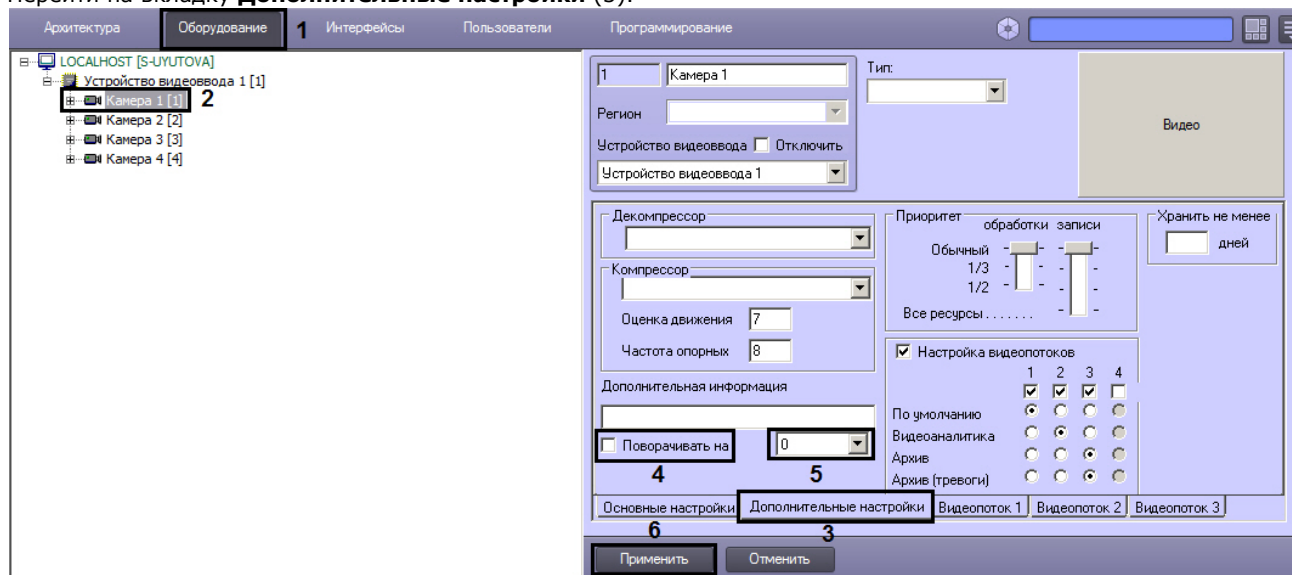 Перейти на вкладку Дополнительные настройки (3).
Архитектура Оборудование 1 Интерфейсы Пользователи Программирование
LOCALHOST [S-UYUTOVA]
Устройство видеоввода 1 [1]
Камера 1 [1] 2
Камера 2 [2]
Камера 3 [3]
Камера 4 [4]
1 Камера 1
Тип:
Регион
Устройство видеоввода Отключить
Устройство видеоввода 1
Видео
Декомпрессор
Компрессор
Оценка движения 7
Частота опорных 8
Дополнительная информация
Поворачивать на 0
4 5
Приоритет
обработки записи
Обычный
1/3
1/2
Все ресурсы . . . . . . .
Хранить не менее
дней
Настройка видеопотоков
1 2 3 4
По умолчанию
Видеоаналитика
Архив
Архив (тревоги)
Основные настройки Дополнительные настройки Видеопоток 1 Видеопоток 2 Видеопоток 3
6 3
Применить Отменить